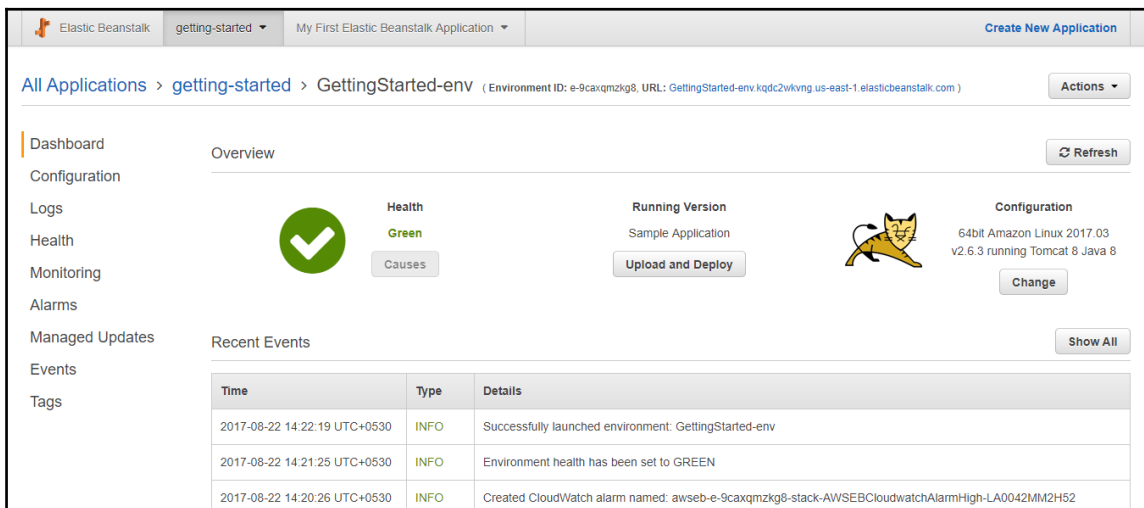 Elastic Beanstalk getting-started My First Elastic Beanstalk Application Create New Application
All Applications > getting-started > GettingStarted-env ( Environment ID: e-9caxqmzkg8, URL: GettingStarted-env.kqdc2wkvng.us-east-1.elasticbeanstalk.com ) Actions
Dashboard
Configuration
Logs
Health
Monitoring
Alarms
Managed Updates
Events
Tags
Overview Refresh
Health
Green
Causes
Running Version
Sample Application
Upload and Deploy
Configuration
64bit Amazon Linux 2017.03
v2.6.3 running Tomcat 8 Java 8
Change
Recent Events Show All
Time Type Details
2017-08-22 14:22:19 UTC+0530 INFO Successfully launched environment: GettingStarted-env
2017-08-22 14:21:25 UTC+0530 INFO Environment health has been set to GREEN
2017-08-22 14:20:26 UTC+0530 INFO Created CloudWatch alarm named: awseb-e-9caxqmzkg8-stack-AWSEBCloudwatchAlarmHigh-LA0042MM2H52